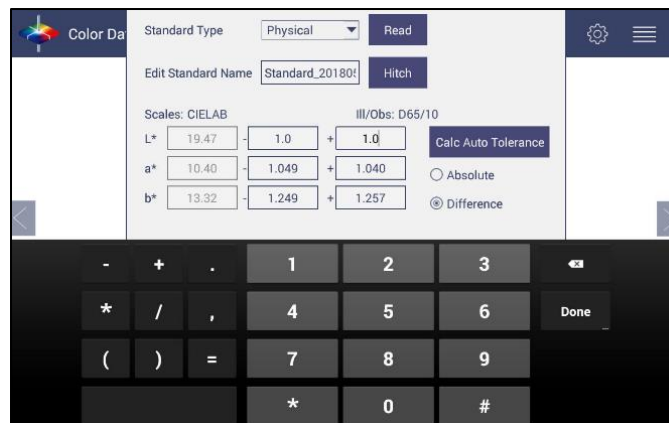 Color Da
Standard Type Physical Read
Edit Standard Name Standard_20180 Hitch
Scales: CIELAB Ill/Obs: D65/10
L* 19.47 - 1.0 + 1.0 Calc Auto Tolerance
a* 10.40 - 1.049 + 1.040 Absolute
b* 13.32 - 1.249 + 1.257 Difference
- + . 1 2 3
* / , 4 5 6 Done
( ) = 7 8 9
* 0 #